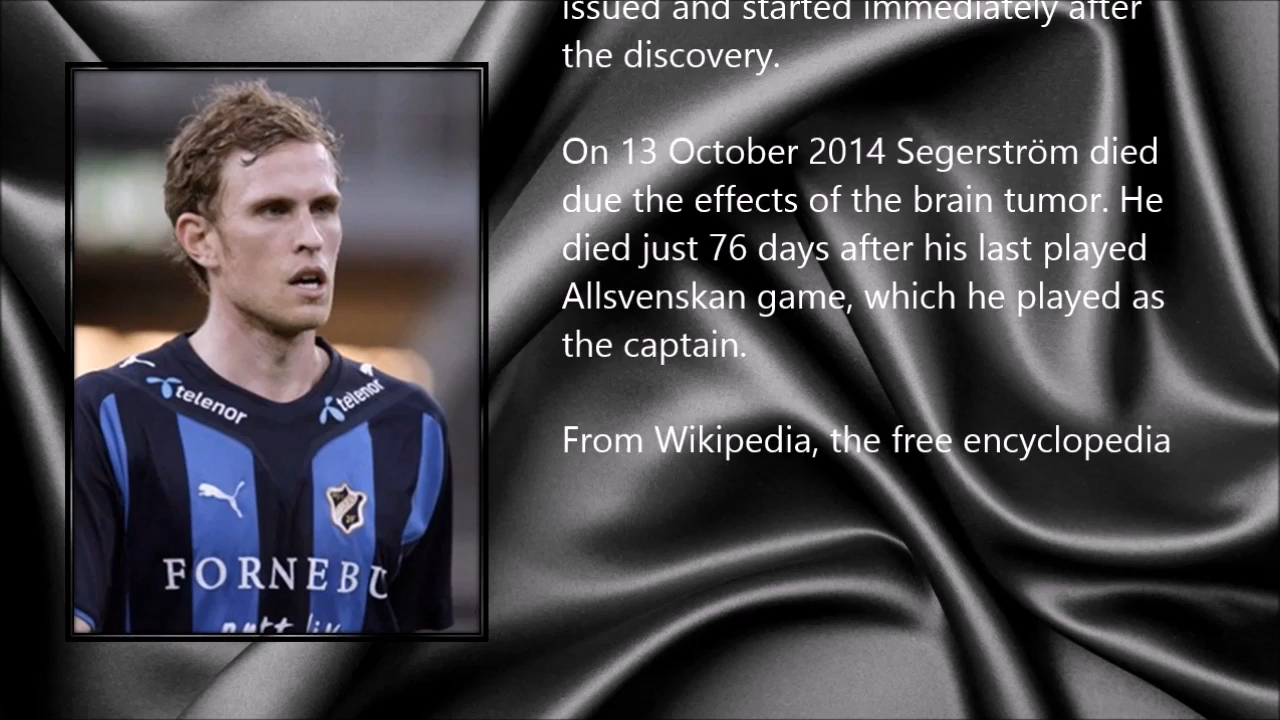 issued and started immediately after
the discovery.
On 13 October 2014 Segerström died
due the effects of the brain tumor. He
died just 76 days after his last played
Allsvenskan game, which he played as
the captain.
From Wikipedia, the free encyclopedia
telenor
telenor
FORNEBU